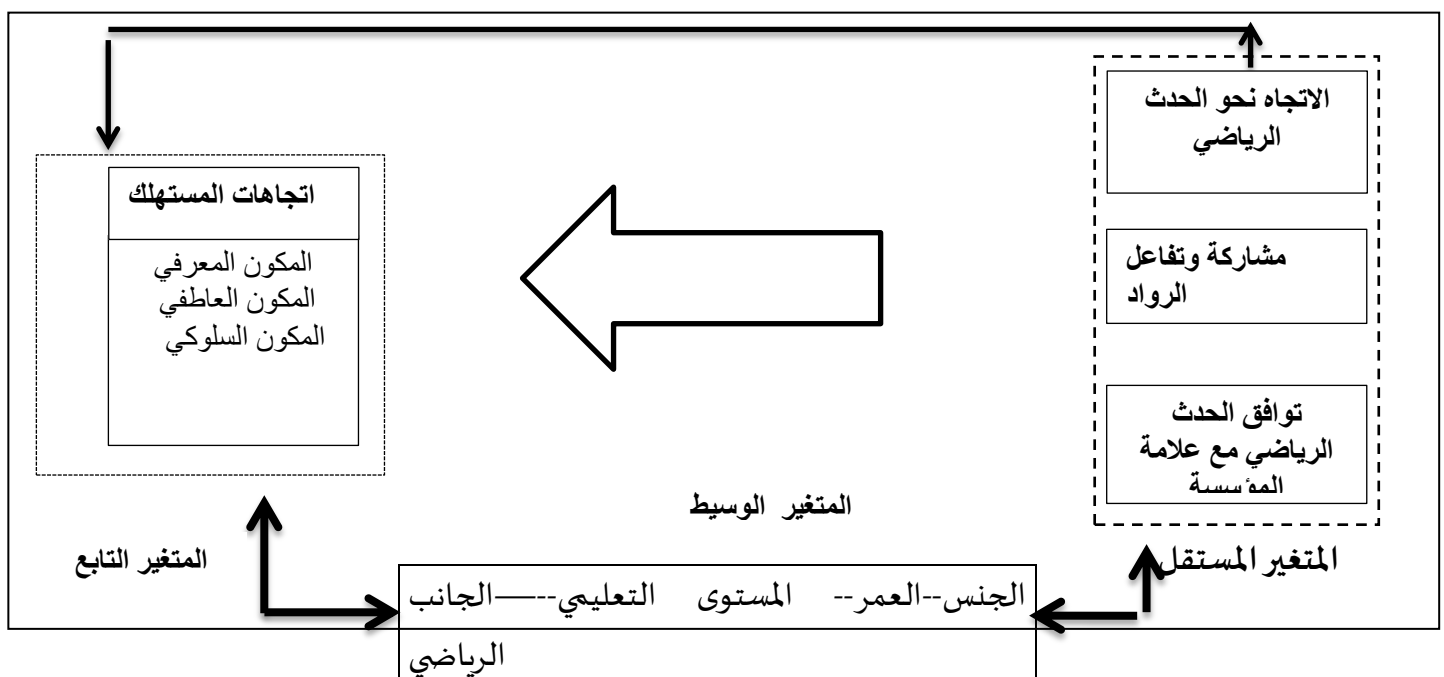 الاتجاه نحو الحدث
الرياضي
مشاركة وتفاعل
الرواد
توافق الحدث
الرياضي مع علامة
المؤسسة
المتغير المستقل
اتجاهات المستهلك
المكون المعرفي
المكون العاطفي
المكون السلوكي
المتغير الوسيط
المتغير التابع
الجنس--العمر-- المستوى التعليمي--—الجانب
الرياضي